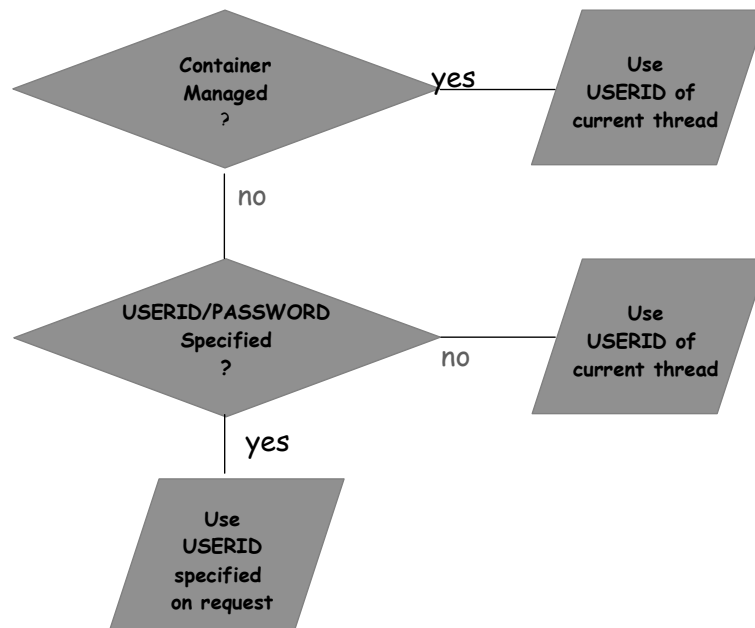 Container
Managed
?
yes
Use
USERID of
current thread
no
USERID/PASSWORD
Specified
?
no
Use
USERID of
current thread
yes
Use
USERID
specified
on request